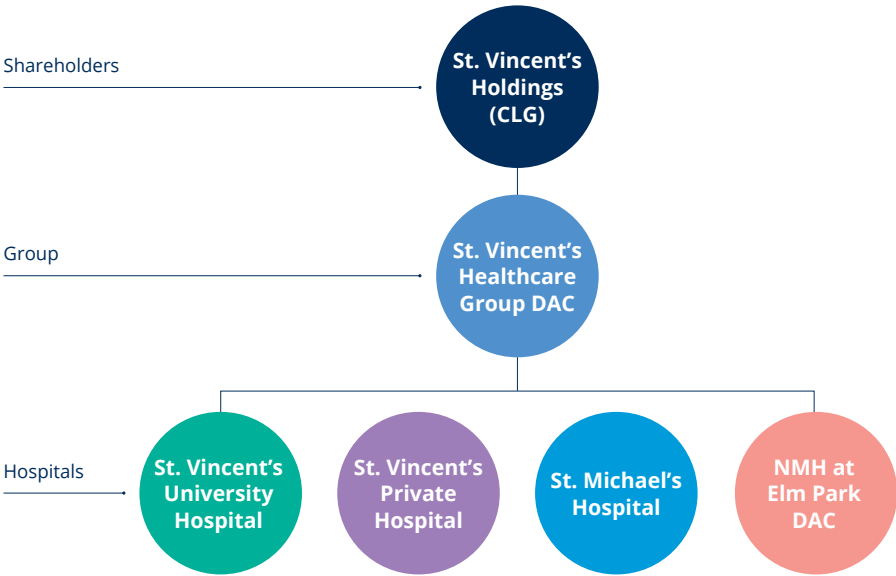 Shareholders
St. Vincent's
Holdings
(CLG)
Group
St. Vincent's
Healthcare
Group DAC
Hospitals
St. Vincent's
University
Hospital
St. Vincent's
Private
Hospital
St. Michael's
Hospital
NMH at
Elm Park
DAC